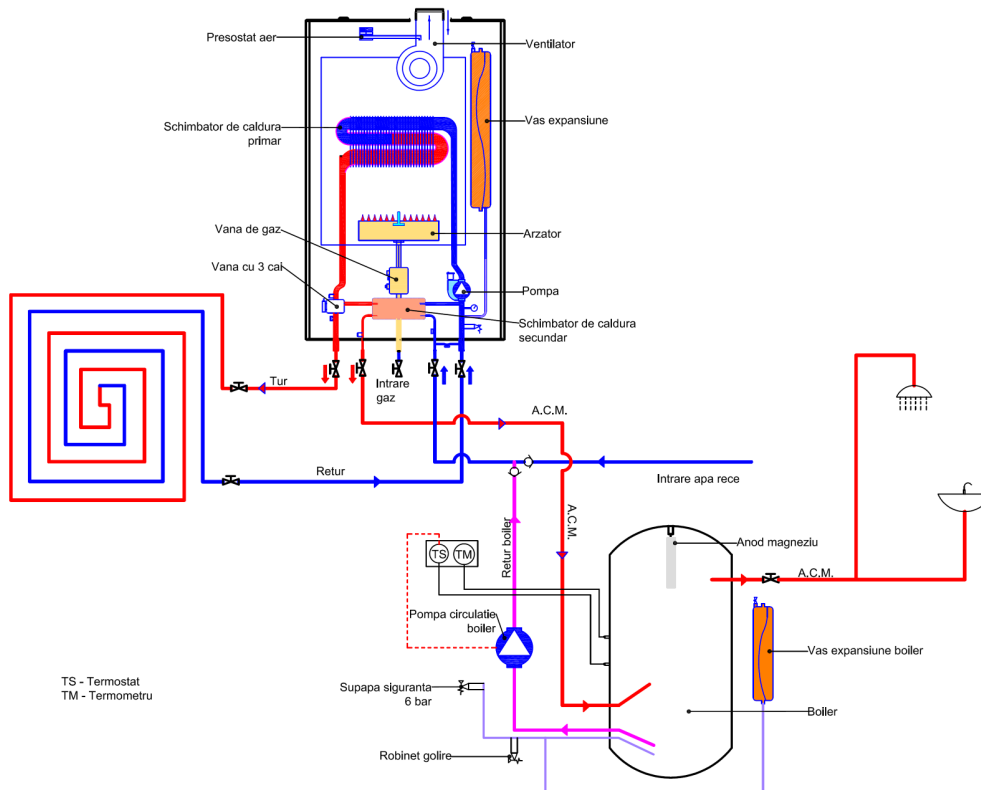 Presostat aer
Ventilator
Schimbator de caldura
primar
Vas expansiune
Vana de gaz
Arzator
Vana cu 3 cai
Pompa
Schimbator de caldura
secundar
Tur
Intrare
gaz
A.C.M.
Retur
Intrare apa rece
A.C.M.
Retur boiler
TS
TM
Anod magneziu
A.C.M.
Pompa circulatie
boiler
Vas expansiune boiler
TS - Termostat
TM - Termometru
Supapa siguranta
6 bar
Boiler
Robinet golire